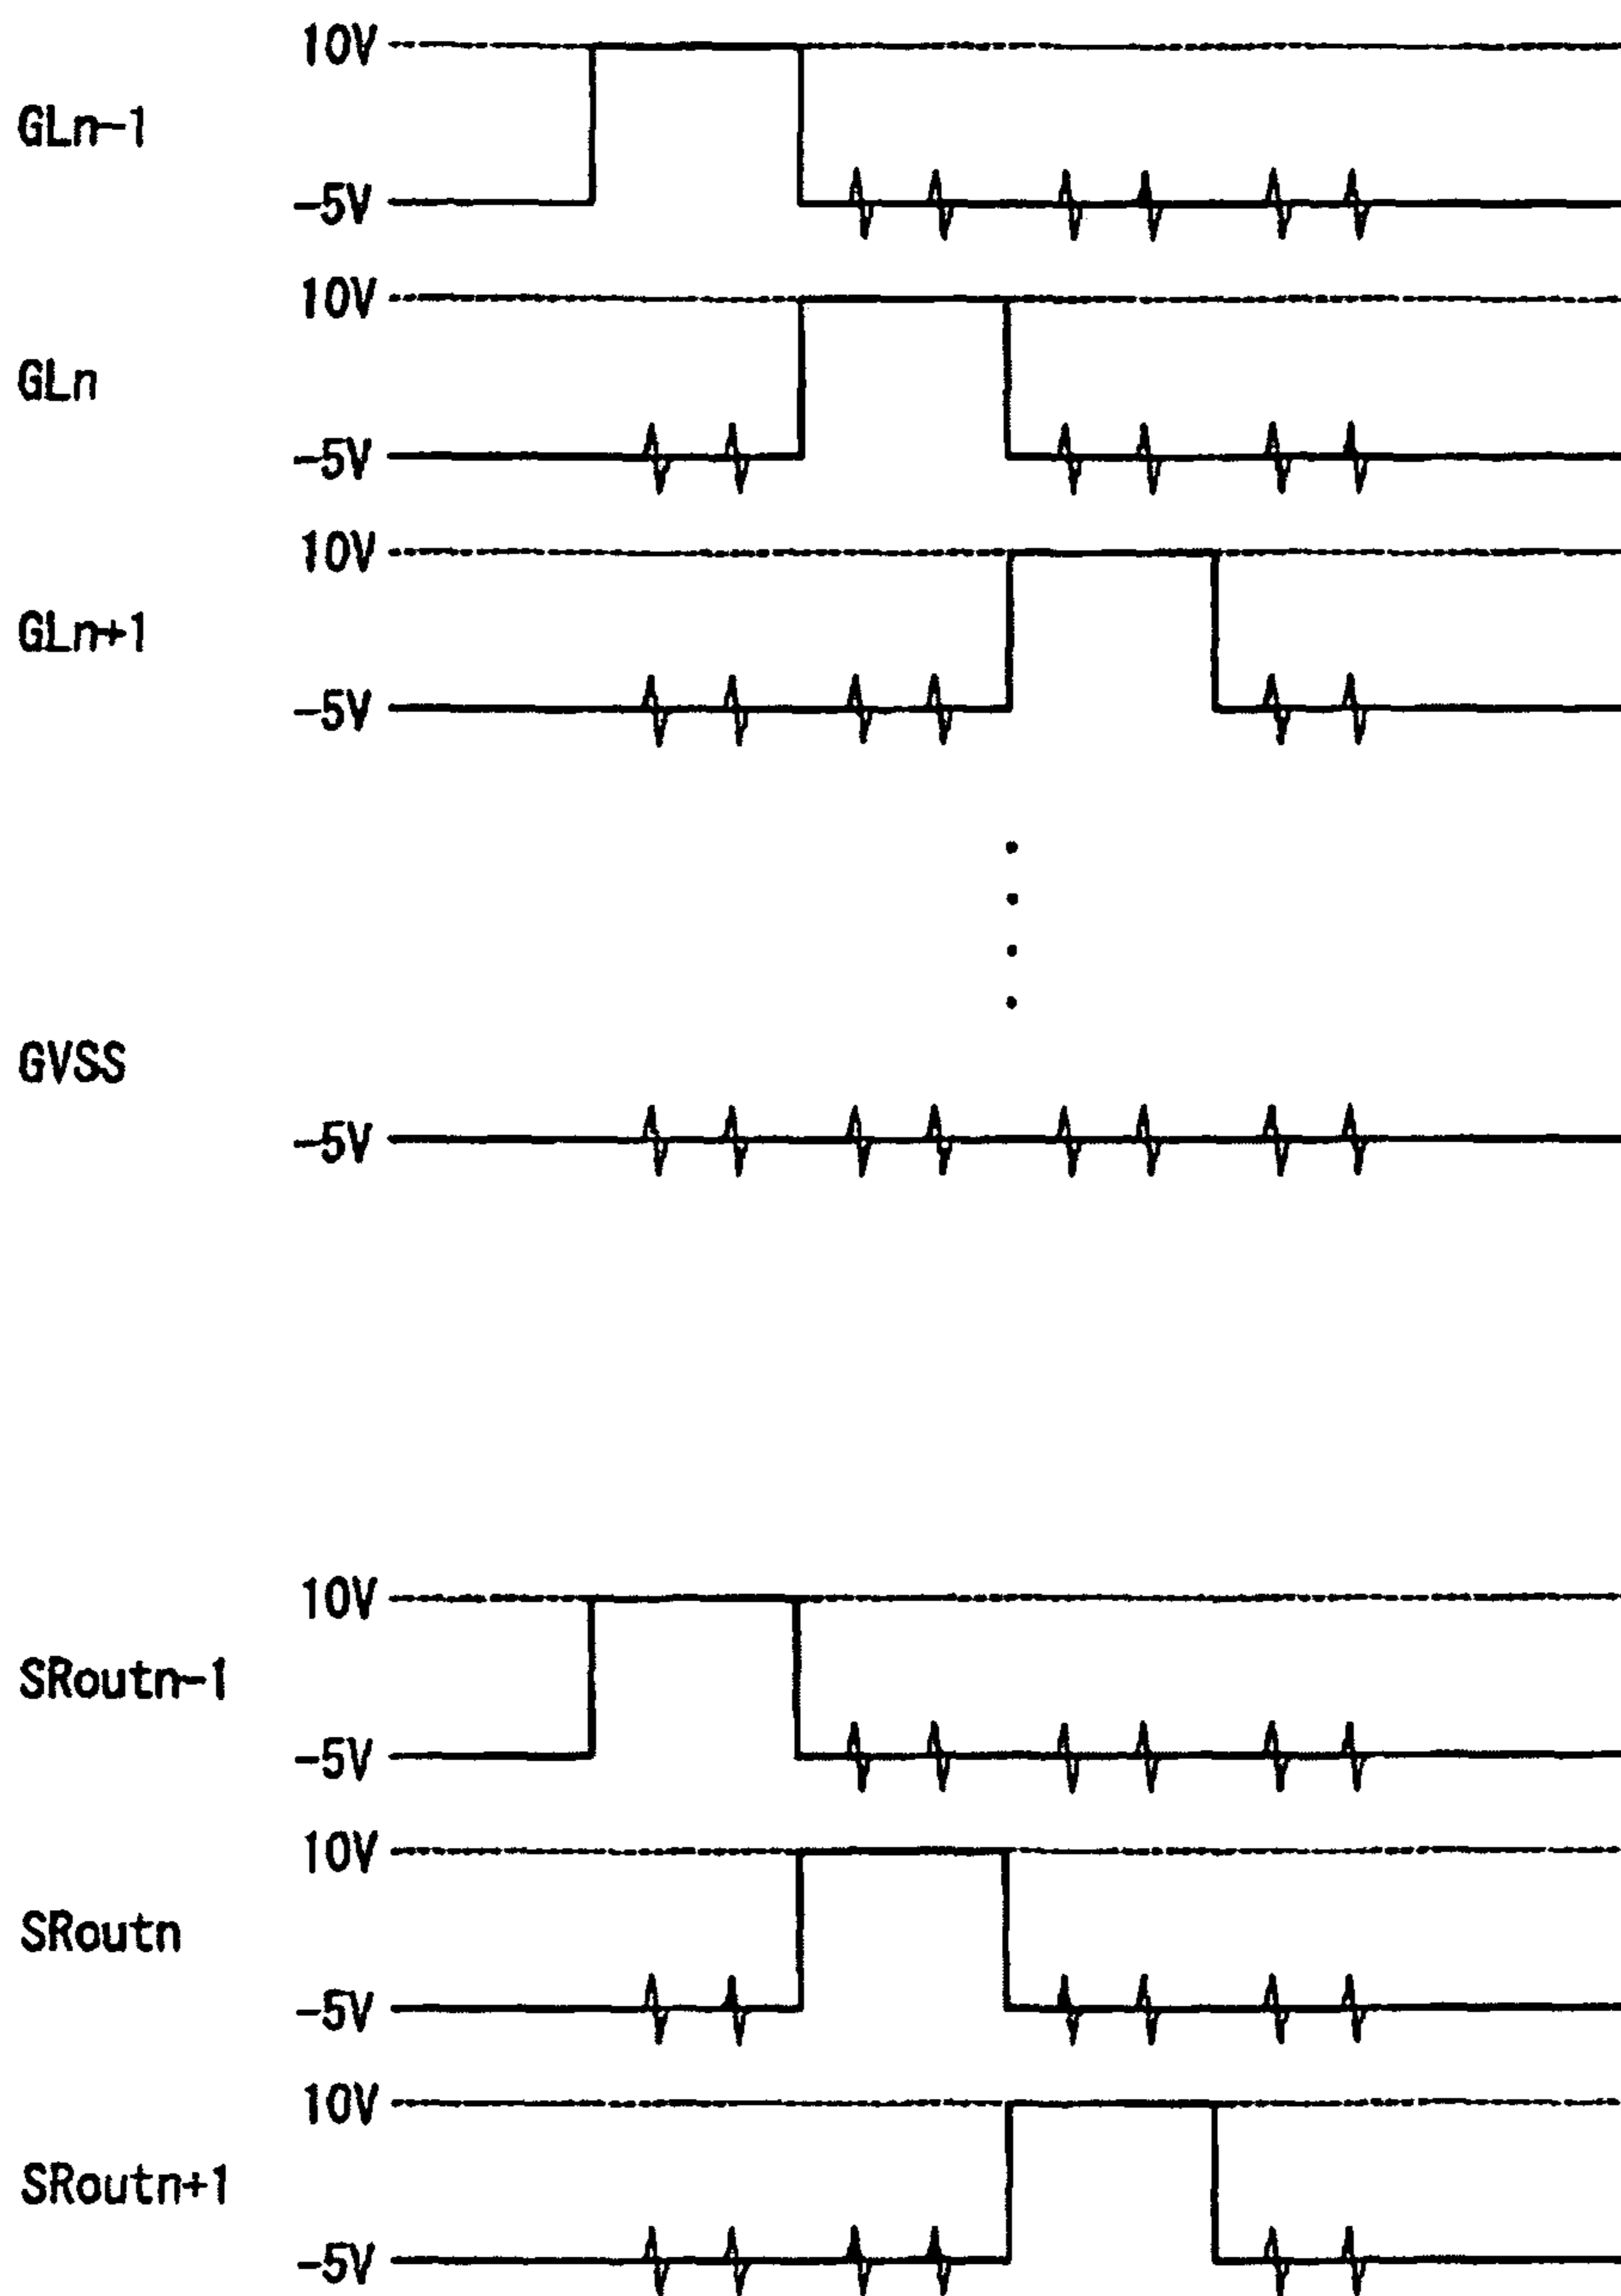 10V
GLn-1
-5V
10V
GLn
-5V
10V
GLn+1
-5V
GVSS
-5V
10V
SRoutn-1
-5V
10V
SRoutn
-5V
10V
SRoutn+1
-5V